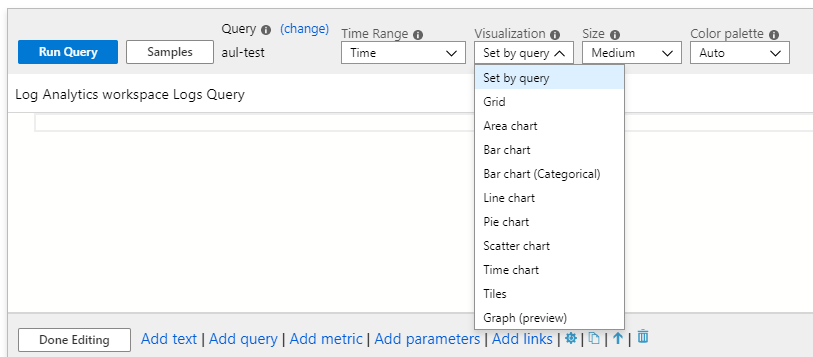 Query (change)
Time Range
Visualization
Size
Color palette
Run Query
Samples
aul-test
Time
Set by query
Medium
Auto
Log Analytics workspace Logs Query
Set by query
Grid
Area chart
Bar chart
Bar chart (Categorical)
Line chart
Pie chart
Scatter chart
Time chart
Tiles
Graph (preview)
Done Editing
Add text | Add query | Add metric | Add parameters | Add links | | | | |